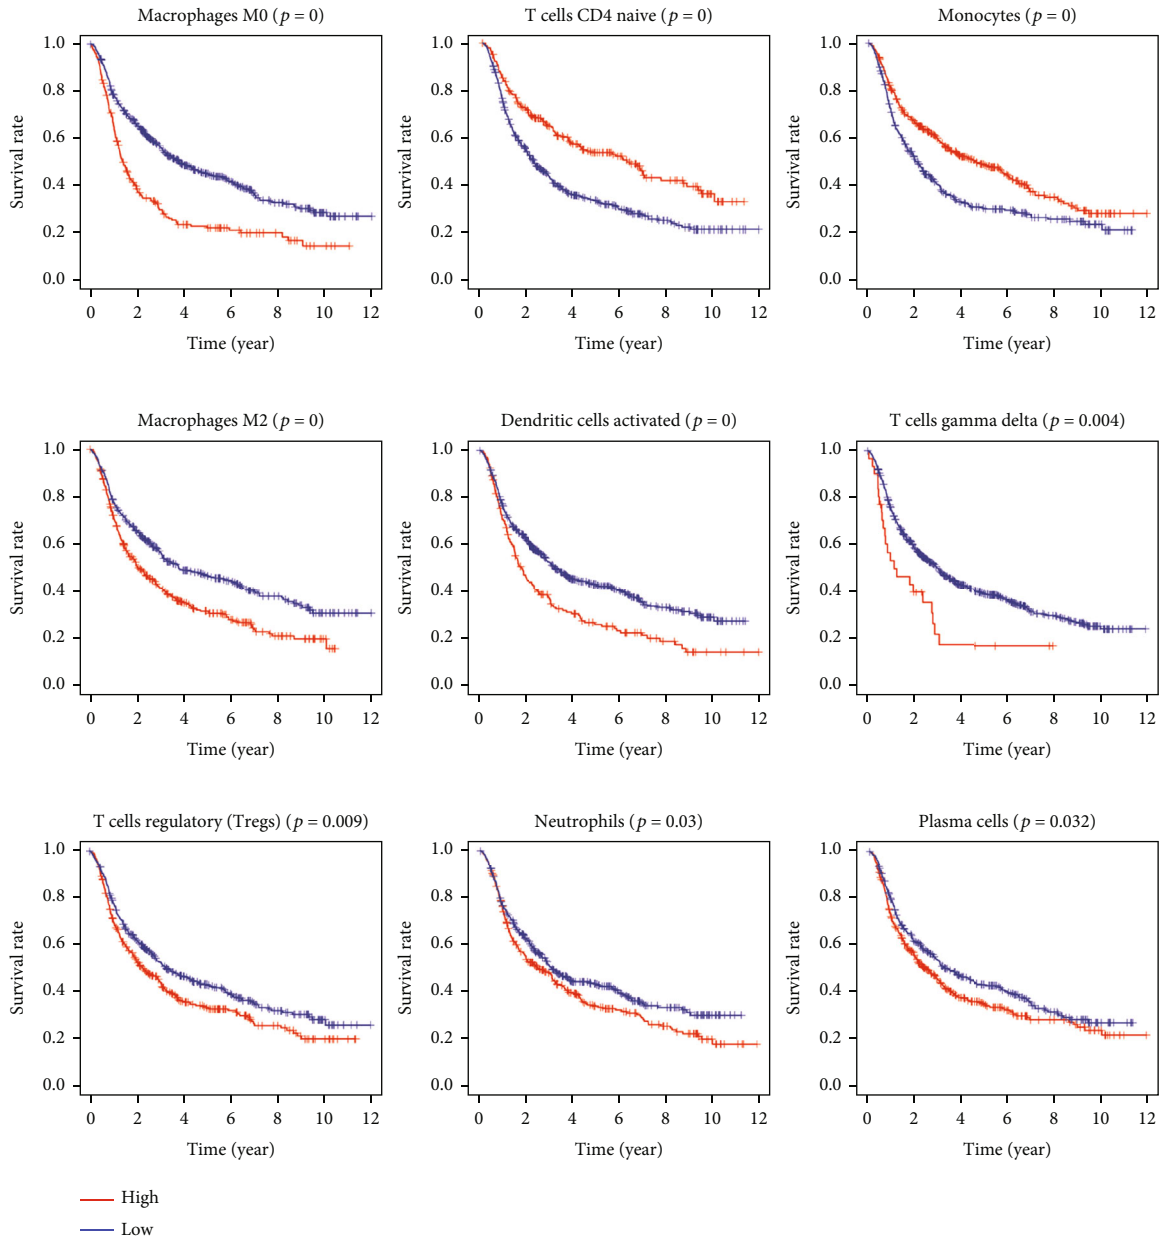 Macrophages M0 (p = 0)
Survival rate
1.0
0.8
0.6
0.4
0.2
0.0
0 2 4 6 8 10 12
Time (year)
T cells CD4 naive (p = 0)
Survival rate
1.0
0.8
0.6
0.4
0.2
0.0
0 2 4 6 8 10 12
Time (year)
Monocytes (p = 0)
Survival rate
1.0
0.8
0.6
0.4
0.2
0.0
0 2 4 6 8 10 12
Time (year)
Macrophages M2 (p = 0)
Survival rate
1.0
0.8
0.6
0.4
0.2
0.0
0 2 4 6 8 10 12
Time (year)
Dendritic cells activated (p = 0)
Survival rate
1.0
0.8
0.6
0.4
0.2
0.0
0 2 4 6 8 10 12
Time (year)
T cells gamma delta (p = 0.004)
Survival rate
1.0
0.8
0.6
0.4
0.2
0.0
0 2 4 6 8 10 12
Time (year)
T cells regulatory (Tregs) (p = 0.009)
Survival rate
1.0
0.8
0.6
0.4
0.2
0.0
0 2 4 6 8 10 12
Time (year)
Neutrophils (p = 0.03)
Survival rate
1.0
0.8
0.6
0.4
0.2
0.0
0 2 4 6 8 10 12
Time (year)
Plasma cells (p = 0.032)
Survival rate
1.0
0.8
0.6
0.4
0.2
0.0
0 2 4 6 8 10 12
Time (year)
High
Low